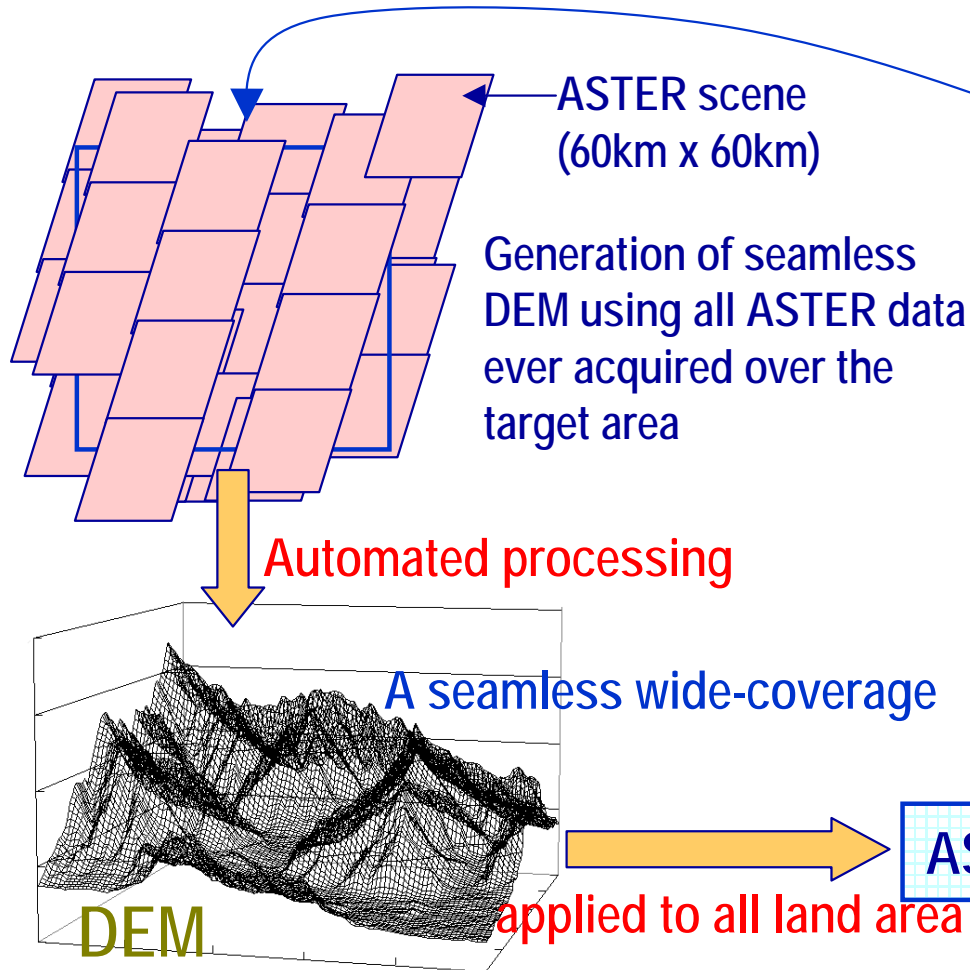 ASTER scene
(60km x 60km)
Generation of seamless
DEM using all ASTER data
ever acquired over the
target area
Automated processing
A seamless wide-coverage
DEM
applied to all land area
AS